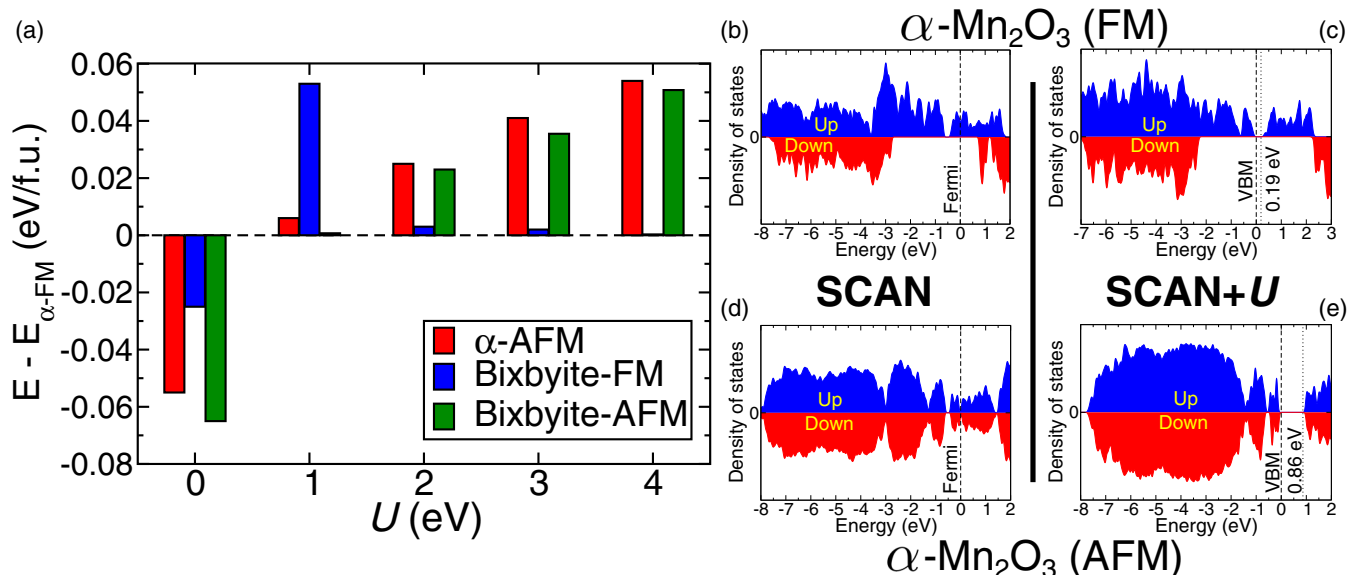 (a)
0.06
0.04
0.02
0
-0.02
-0.04
-0.06
-0.08
E - E α-FM (eV/f.u.)
0 1 2 3 4
U (eV)
α-AFM
Bixbyite-FM
Bixbyite-AFM
α-Mn2O3 (FM)
(b)
Density of states
0
Up
Down
Fermi
-8 -7 -6 -5 -4 -3 -2 -1 0 1 2
Energy (eV)
(c)
Density of states
0
Up
Down
VBM
0.19 eV
-7 -6 -5 -4 -3 -2 -1 0 1 2 3
Energy (eV)
SCAN
SCAN+U
(d)
Density of states
0
Up
Down
Fermi
-8 -7 -6 -5 -4 -3 -2 -1 0 1 2
Energy (eV)
(e)
Density of states
0
Up
Down
VBM
0.86 eV
-8 -7 -6 -5 -4 -3 -2 -1 0 1 2
Energy (eV)
α-Mn2O3 (AFM)